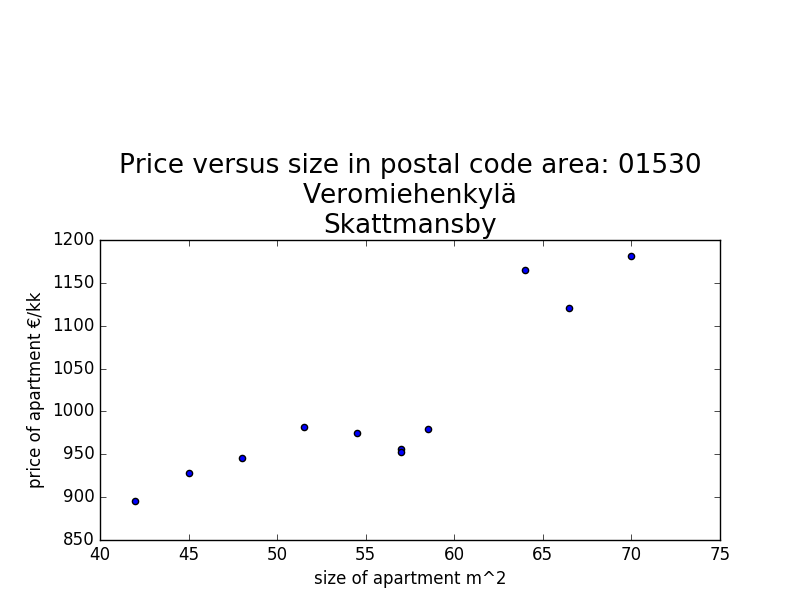 Price versus size in postal code area: 01530
Veromiehenkylä
Skattmansby
1200
1150
1100
1050
1000
950
900
850
price of apartment €/kk
40 45 50 55 60 65 70 75
size of apartment m^2